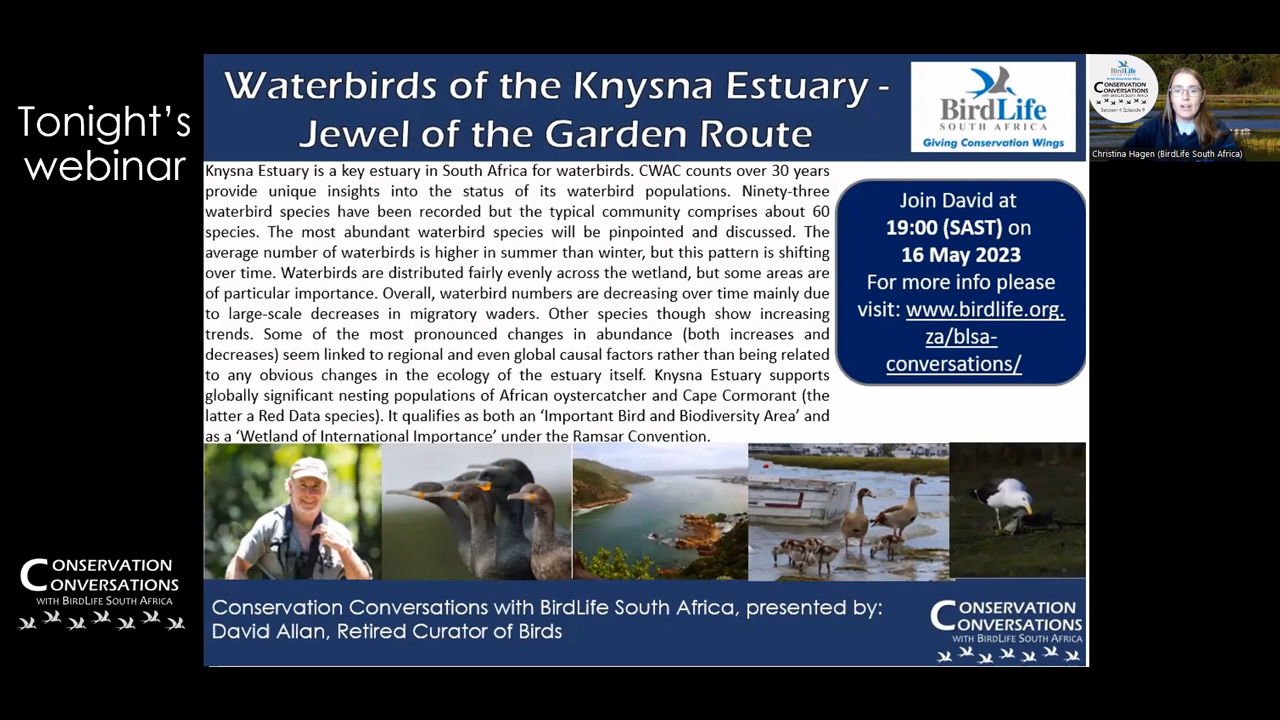 Tonight's
webinar
Waterbirds of the Knysna Estuary -
Jewel of the Garden Route
BirdLife
SOUTH AFRICA
Giving Conservation Wings
Knysna Estuary is a key estuary in South Africa for waterbirds. CWAC counts over 30 years
provide unique insights into the status of its waterbird populations. Ninety-three
waterbird species have been recorded but the typical community comprises about 60
species. The most abundant waterbird species will be pinpointed and discussed. The
average number of waterbirds is higher in summer than winter, but this pattern is shifting
over time. Waterbirds are distributed fairly evenly across the wetland, but some areas are
of particular importance. Overall, waterbird numbers are decreasing over time mainly due
to large-scale decreases in migratory waders. Other species though show increasing
trends. Some of the most pronounced changes in abundance (both increases and
decreases) seem linked to regional and even global causal factors rather than being related
to any obvious changes in the ecology of the estuary itself. Knysna Estuary supports
globally significant nesting populations of African oystercatcher and Cape Cormorant (the
latter a Red Data species). It qualifies as both an 'Important Bird and Biodiversity Area' and
as a 'Wetland of International Importance' under the Ramsar Convention.
Join David at
19:00 (SAST) on
16 May 2023
For more info please
visit: www.birdlife.org.
za/blsa-
conversations/
BirdLife
CONSERVATION
CONVERSATIONS
Christina Hagen (BirdLife South Africa)
CONSERVATION
CONVERSATIONS
WITH BIRDLIFE SOUTH AFRICA
Conservation Conversations with BirdLife South Africa, presented by:
David Allan, Retired Curator of Birds
CONSERVATION
CONVERSATIONS
WITH BIRDLIFE SOUTH AFRICA